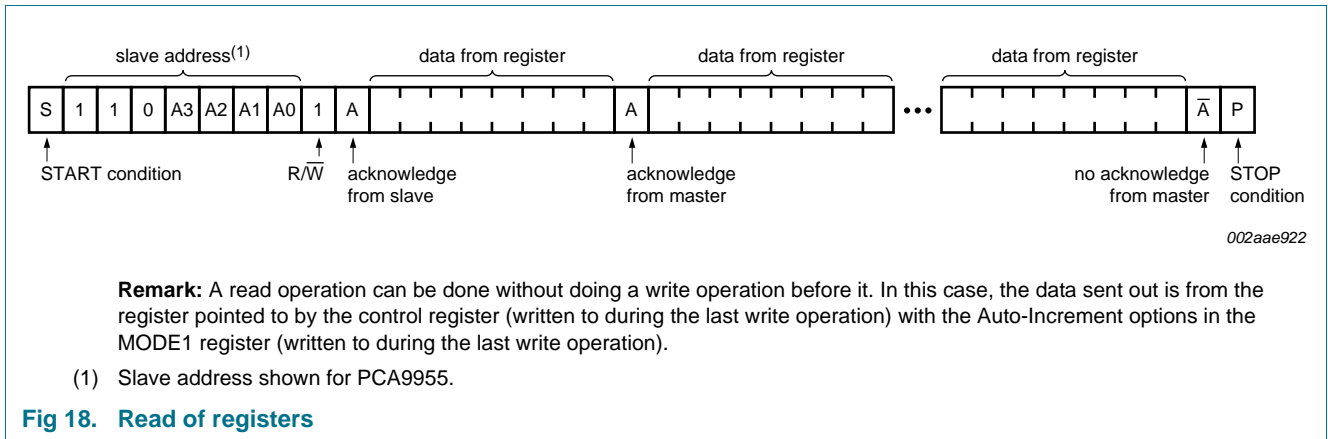 slave address(1) data from register data from register data from register
S 1 1 0 A3 A2 A1 A0 1 A A ••• A̅ P
START condition R/W̅ acknowledge from slave acknowledge from master no acknowledge from master STOP condition
002aae922
Remark: A read operation can be done without doing a write operation before it. In this case, the data sent out is from the
register pointed to by the control register (written to during the last write operation) with the Auto-Increment options in the
MODE1 register (written to during the last write operation).
(1) Slave address shown for PCA9955.
Fig 18. Read of registers